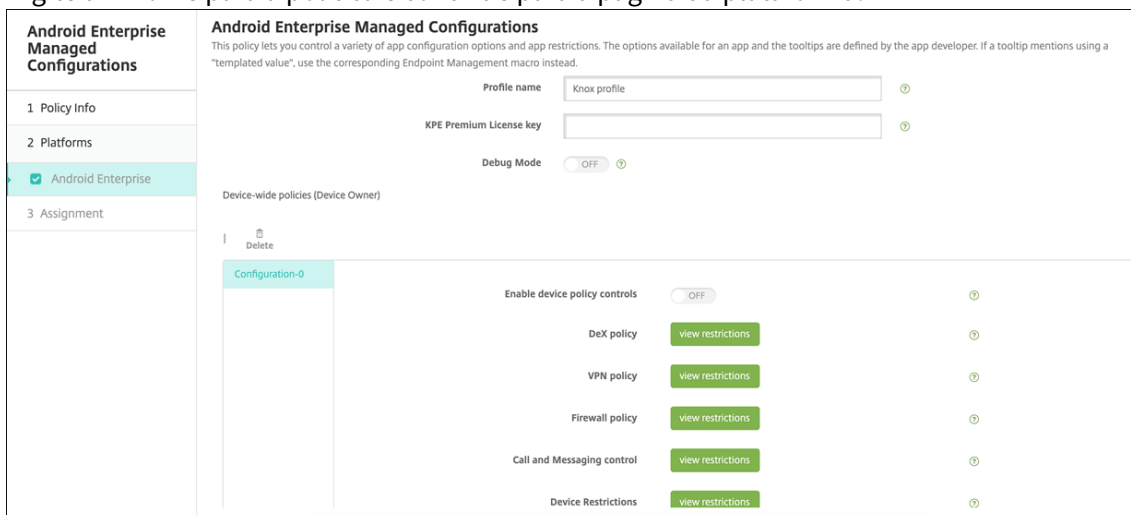 Android Enterprise
Managed
Configurations
1 Policy Info
2 Platforms
Android Enterprise
3 Assignment
Android Enterprise Managed Configurations
This policy lets you control a variety of app configuration options and app restrictions. The options available for an app and the tooltips are defined by the app developer. If a tooltip mentions using a
"templated value", use the corresponding Endpoint Management macro instead.
Profile name
Knox profile
KPE Premium License key
Debug Mode
OFF
Device-wide policies (Device Owner)
Delete
Configuration-0
Enable device policy controls
OFF
DeX policy
view restrictions
VPN policy
view restrictions
Firewall policy
view restrictions
Call and Messaging control
view restrictions
Device Restrictions
view restrictions